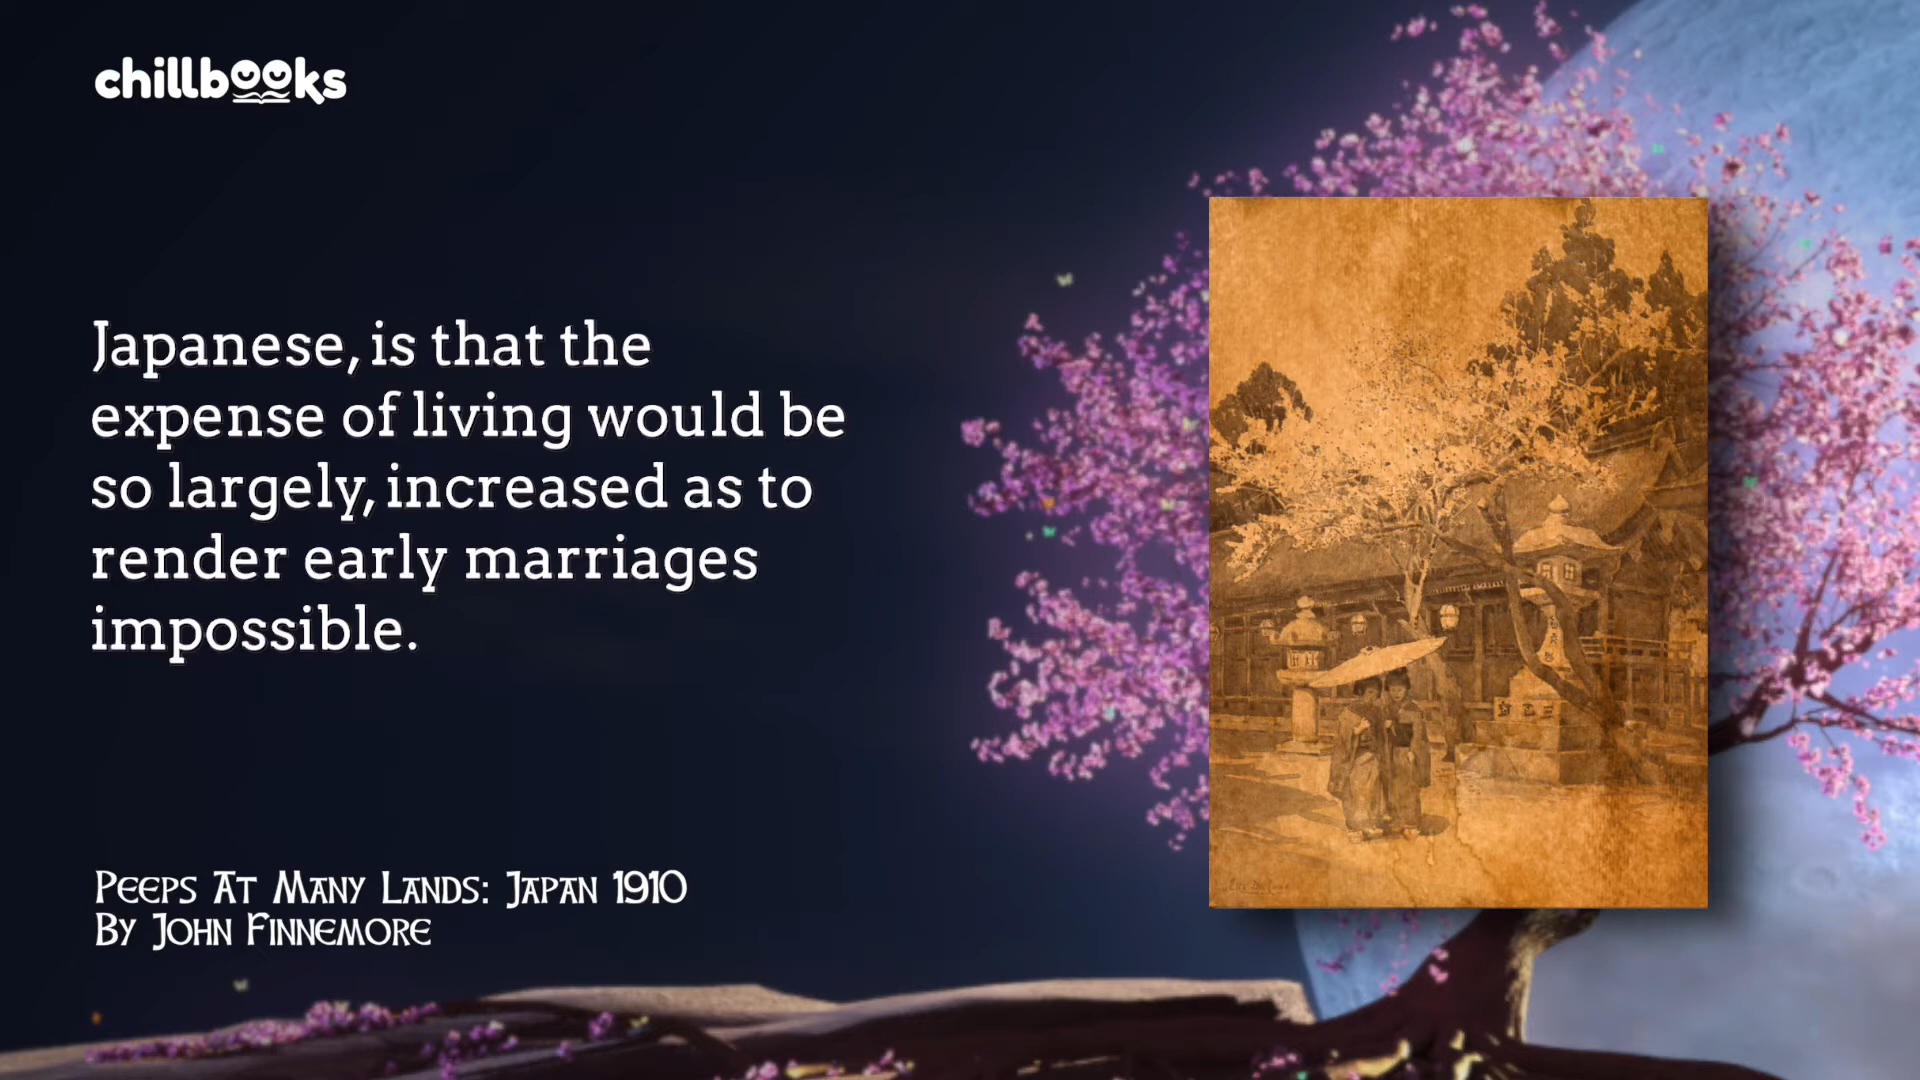 chillbooks
Japanese, is that the
expense of living would be
so largely, increased as to
render early marriages
impossible.
Peeps At Many Lands: Japan 1910
By John Finnemore